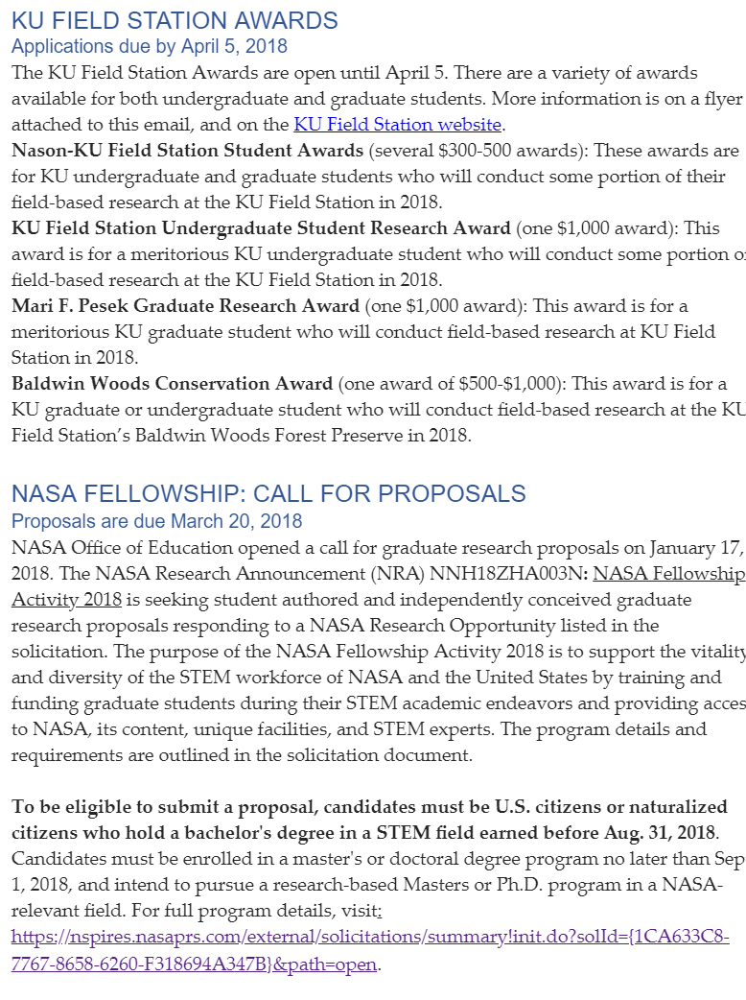 KU FIELD STATION AWARDS
Applications due by April 5, 2018
The KU Field Station Awards are open until April 5. There are a variety of awards
available for both undergraduate and graduate students. More information is on a flyer
attached to this email, and on the KU Field Station website.
Nason-KU Field Station Student Awards (several $300-500 awards): These awards are
for KU undergraduate and graduate students who will conduct some portion of their
field-based research at the KU Field Station in 2018.
KU Field Station Undergraduate Student Research Award (one $1,000 award): This
award is for a meritorious KU undergraduate student who will conduct some portion of
field-based research at the KU Field Station in 2018.
Mari F. Pesek Graduate Research Award (one $1,000 award): This award is for a
meritorious KU graduate student who will conduct field-based research at KU Field
Station in 2018.
Baldwin Woods Conservation Award (one award of $500-$1,000): This award is for a
KU graduate or undergraduate student who will conduct field-based research at the KU
Field Station’s Baldwin Woods Forest Preserve in 2018.
NASA FELLOWSHIP: CALL FOR PROPOSALS
Proposals are due March 20, 2018
NASA Office of Education opened a call for graduate research proposals on January 17,
2018. The NASA Research Announcement (NRA) NNH18ZHA003N: NASA Fellowship
Activity 2018 is seeking student authored and independently conceived graduate
research proposals responding to a NASA Research Opportunity listed in the
solicitation. The purpose of the NASA Fellowship Activity 2018 is to support the vitality
and diversity of the STEM workforce of NASA and the United States by training and
funding graduate students during their STEM academic endeavors and providing acces
to NASA, its content, unique facilities, and STEM experts. The program details and
requirements are outlined in the solicitation document.
To be eligible to submit a proposal, candidates must be U.S. citizens or naturalized
citizens who hold a bachelor's degree in a STEM field earned before Aug. 31, 2018.
Candidates must be enrolled in a master's or doctoral degree program no later than Sep
1, 2018, and intend to pursue a research-based Masters or Ph.D. program in a NASA-
relevant field. For full program details, visit:
https://nspires.nasaprs.com/external/solicitations/summary!init.do?solId={1CA633C8-
7767-8658-6260-F318694A347B}&path=open.